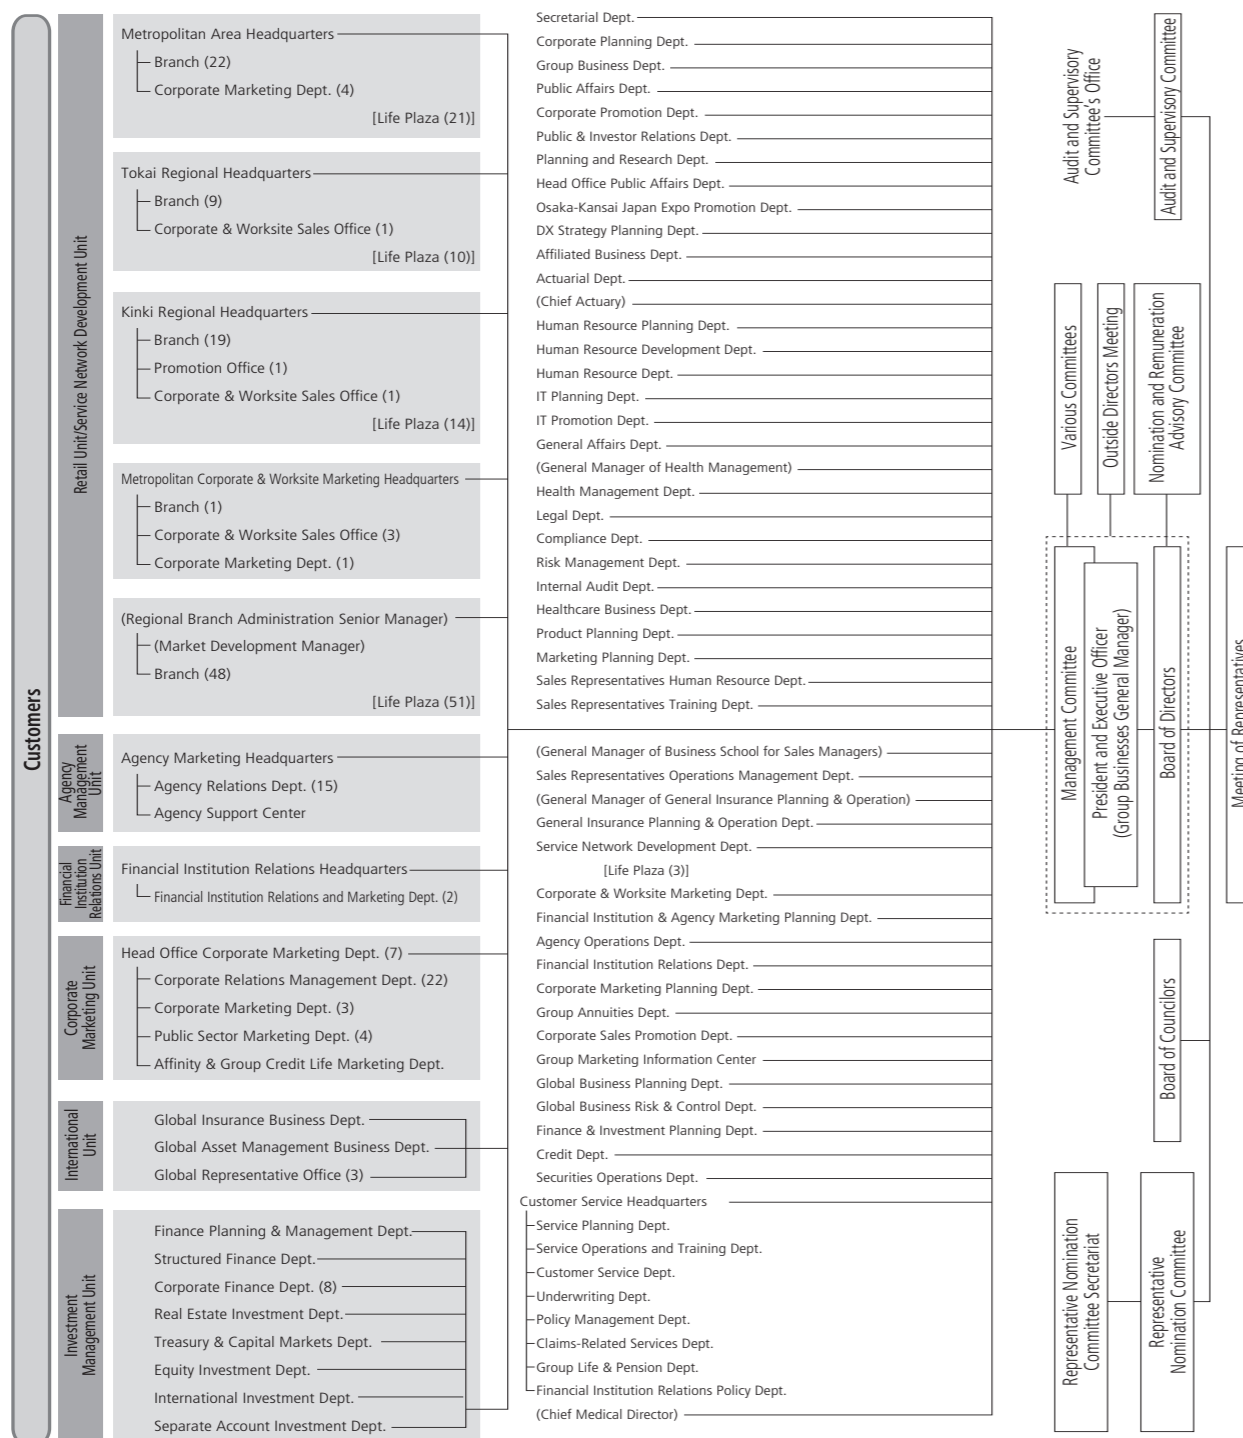 Customers
Retail Unit/Service Network Development Unit
Metropolitan Area Headquarters
Branch (22)
Corporate Marketing Dept. (4)
[Life Plaza (21)]
Tokai Regional Headquarters
Branch (9)
Corporate & Worksite Sales Office (1)
[Life Plaza (10)]
Kinki Regional Headquarters
Branch (19)
Promotion Office (1)
Corporate & Worksite Sales Office (1)
[Life Plaza (14)]
Metropolitan Corporate & Worksite Marketing Headquarters
Branch (1)
Corporate & Worksite Sales Office (3)
Corporate Marketing Dept. (1)
(Regional Branch Administration Senior Manager)
(Market Development Manager)
Branch (48)
[Life Plaza (51)]
Agency
Management
Unit
Agency Marketing Headquarters
Agency Relations Dept. (15)
Agency Support Center
Financial
Institution
Relations Unit
Financial Institution Relations Headquarters
Financial Institution Relations and Marketing Dept. (2)
Corporate
Marketing Unit
Head Office Corporate Marketing Dept. (7)
Corporate Relations Management Dept. (22)
Corporate Marketing Dept. (3)
Public Sector Marketing Dept. (4)
Affinity & Group Credit Life Marketing Dept.
International
Unit
Global Insurance Business Dept.
Global Asset Management Business Dept.
Global Representative Office (3)
Investment
Management Unit
Finance Planning & Management Dept.
Structured Finance Dept.
Corporate Finance Dept. (8)
Real Estate Investment Dept.
Treasury & Capital Markets Dept.
Equity Investment Dept.
International Investment Dept.
Separate Account Investment Dept.
Secretarial Dept.
Corporate Planning Dept.
Group Business Dept.
Public Affairs Dept.
Corporate Promotion Dept.
Public & Investor Relations Dept.
Planning and Research Dept.
Head Office Public Affairs Dept.
Osaka-Kansai Japan Expo Promotion Dept.
DX Strategy Planning Dept.
Affiliated Business Dept.
Actuarial Dept.
(Chief Actuary)
Human Resource Planning Dept.
Human Resource Development Dept.
Human Resource Dept.
IT Planning Dept.
IT Promotion Dept.
General Affairs Dept.
(General Manager of Health Management)
Health Management Dept.
Legal Dept.
Compliance Dept.
Risk Management Dept.
Internal Audit Dept.
Healthcare Business Dept.
Product Planning Dept.
Marketing Planning Dept.
Sales Representatives Human Resource Dept.
Sales Representatives Training Dept.
(General Manager of Business School for Sales Managers)
Sales Representatives Operations Management Dept.
(General Manager of General Insurance Planning & Operation)
General Insurance Planning & Operation Dept.
Service Network Development Dept.
[Life Plaza (3)]
Corporate & Worksite Marketing Dept.
Financial Institution & Agency Marketing Planning Dept.
Agency Operations Dept.
Financial Institution Relations Dept.
Corporate Marketing Planning Dept.
Group Annuities Dept.
Corporate Sales Promotion Dept.
Group Marketing Information Center
Global Business Planning Dept.
Global Business Risk & Control Dept.
Finance & Investment Planning Dept.
Credit Dept.
Securities Operations Dept.
Customer Service Headquarters
Service Planning Dept.
Service Operations and Training Dept.
Customer Service Dept.
Underwriting Dept.
Policy Management Dept.
Claims-Related Services Dept.
Group Life & Pension Dept.
Financial Institution Relations Policy Dept.
(Chief Medical Director)
Audit and Supervisory
Committee's Office
Audit and Supervisory Committee
Various Committees
Outside Directors Meeting
Nomination and Remuneration
Advisory Committee
Management Committee
President and Executive Officer
(Group Businesses General Manager)
Board of Directors
Meeting of Representatives
Board of Councilors
Representative Nomination
Committee Secretariat
Representative
Nomination Committee